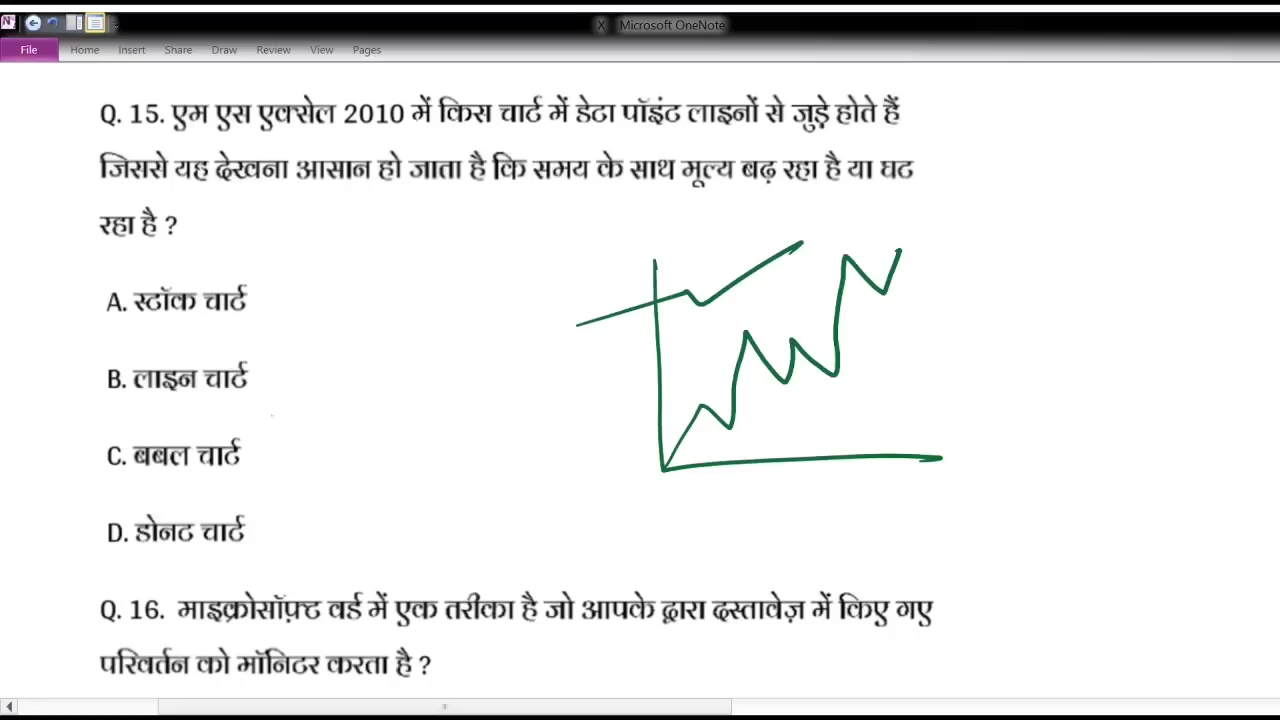 X Microsoft OneNote
File Home Insert Share Draw Review View Pages
Q. 15. एम एस एक्सेल 2010 में किस चार्ट में डेटा पॉइंट लाइनों से जुड़े होते हैं
जिससे यह देखना आसान हो जाता है कि समय के साथ मूल्य बढ़ रहा है या घट
रहा है ?
A. स्टॉक चार्ट
B. लाइन चार्ट
C. बबल चार्ट
D. डोनट चार्ट
Q. 16. माइक्रोसॉफ़्ट वर्ड में एक तरीका है जो आपके द्वारा दस्तावेज़ में किए गए
परिवर्तन को मॉनिटर करता है ?